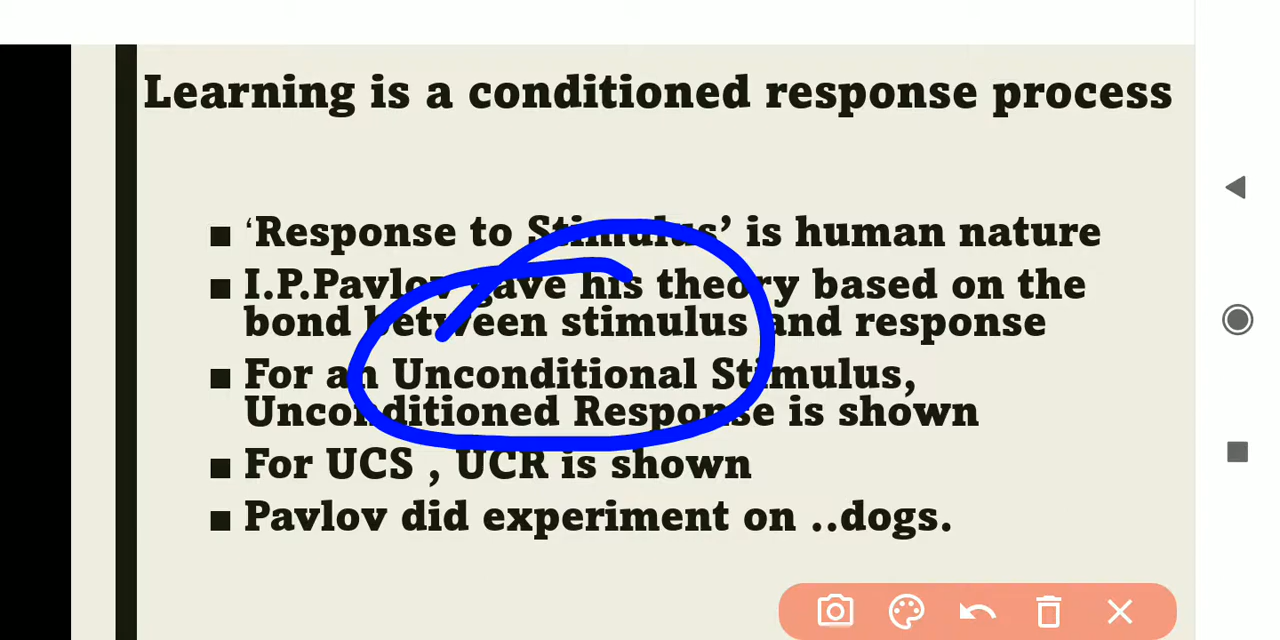 Learning is a conditioned response process
■ ‘Response to Stimulus’ is human nature
■ I.P.Pavlov gave his theory based on the
bond between stimulus and response
■ For an Unconditional Stimulus,
Unconditioned Response is shown
■ For UCS , UCR is shown
■ Pavlov did experiment on ..dogs.